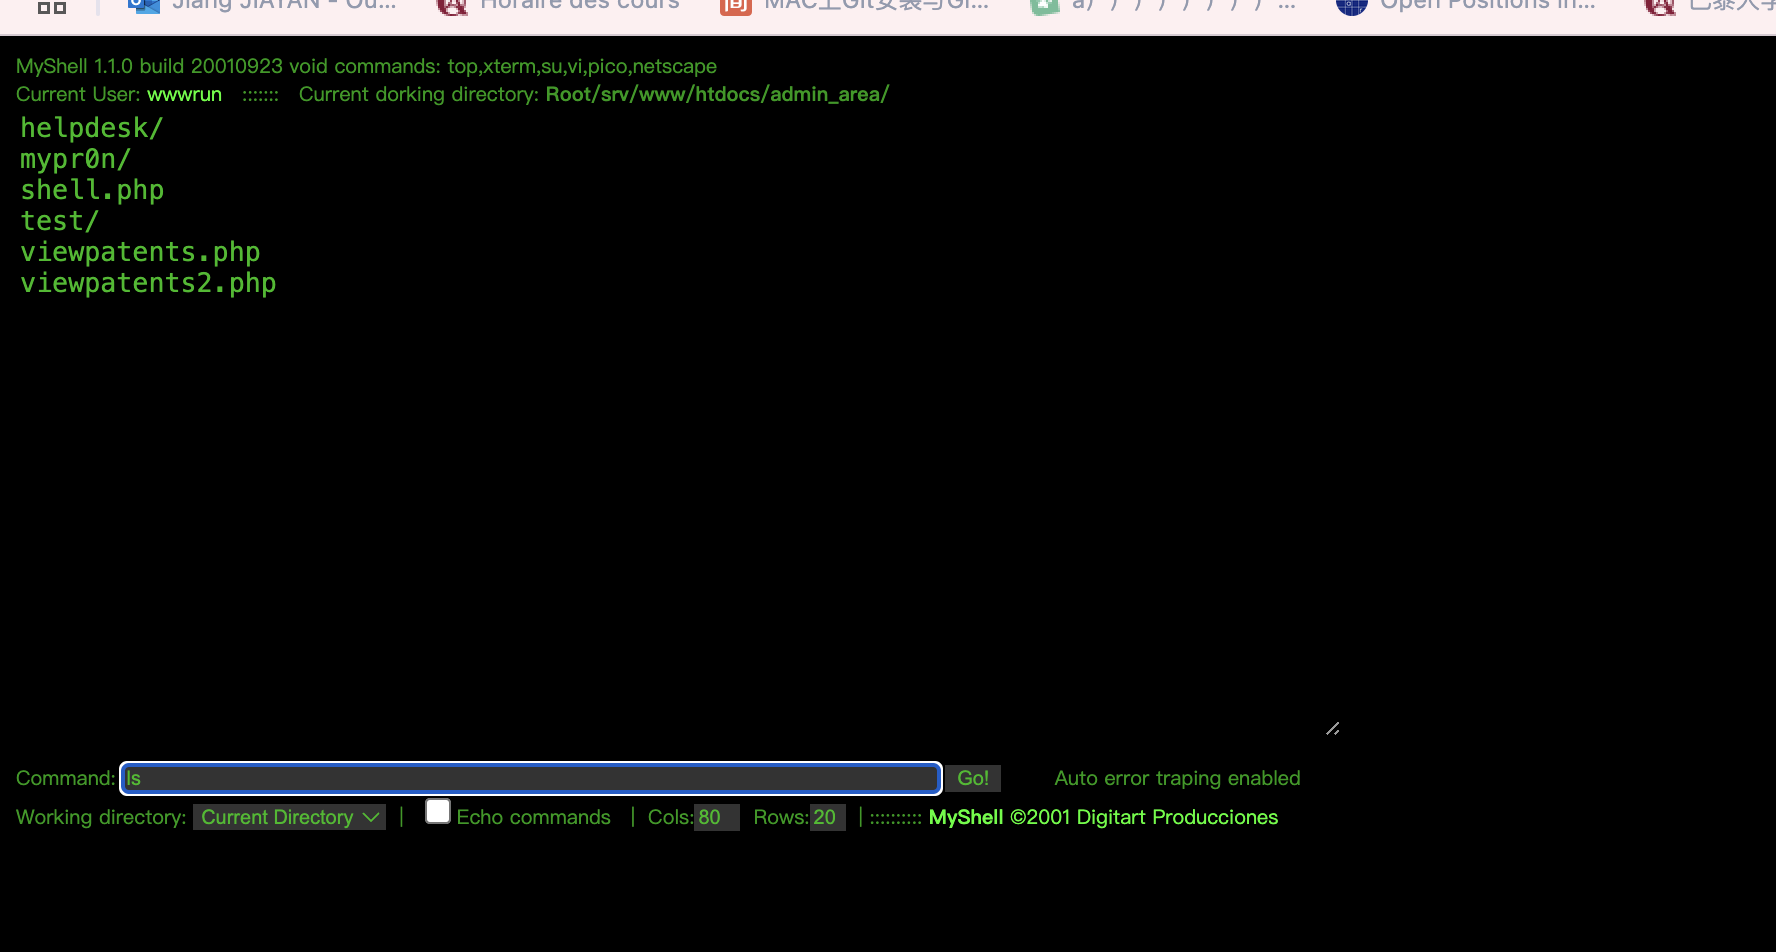 Jiang JIAYAN - Ou... Horaire des cours MAC上Git安装与Gi... a) ) ) ) ) ) ) ) ... Open Positions in...
MyShell 1.1.0 build 20010923 void commands: top,xterm,su,vi,pico,netscape
Current User: wwwrun ::::::: Current dorking directory: Root/srv/www/htdocs/admin_area/
helpdesk/
mypr0n/
shell.php
test/
viewpatents.php
viewpatents2.php
Command: ls Go! Auto error traping enabled
Working directory: Current Directory | Echo commands | Cols: 80 Rows: 20 | :::::::::: MyShell ©2001 Digitart Producciones